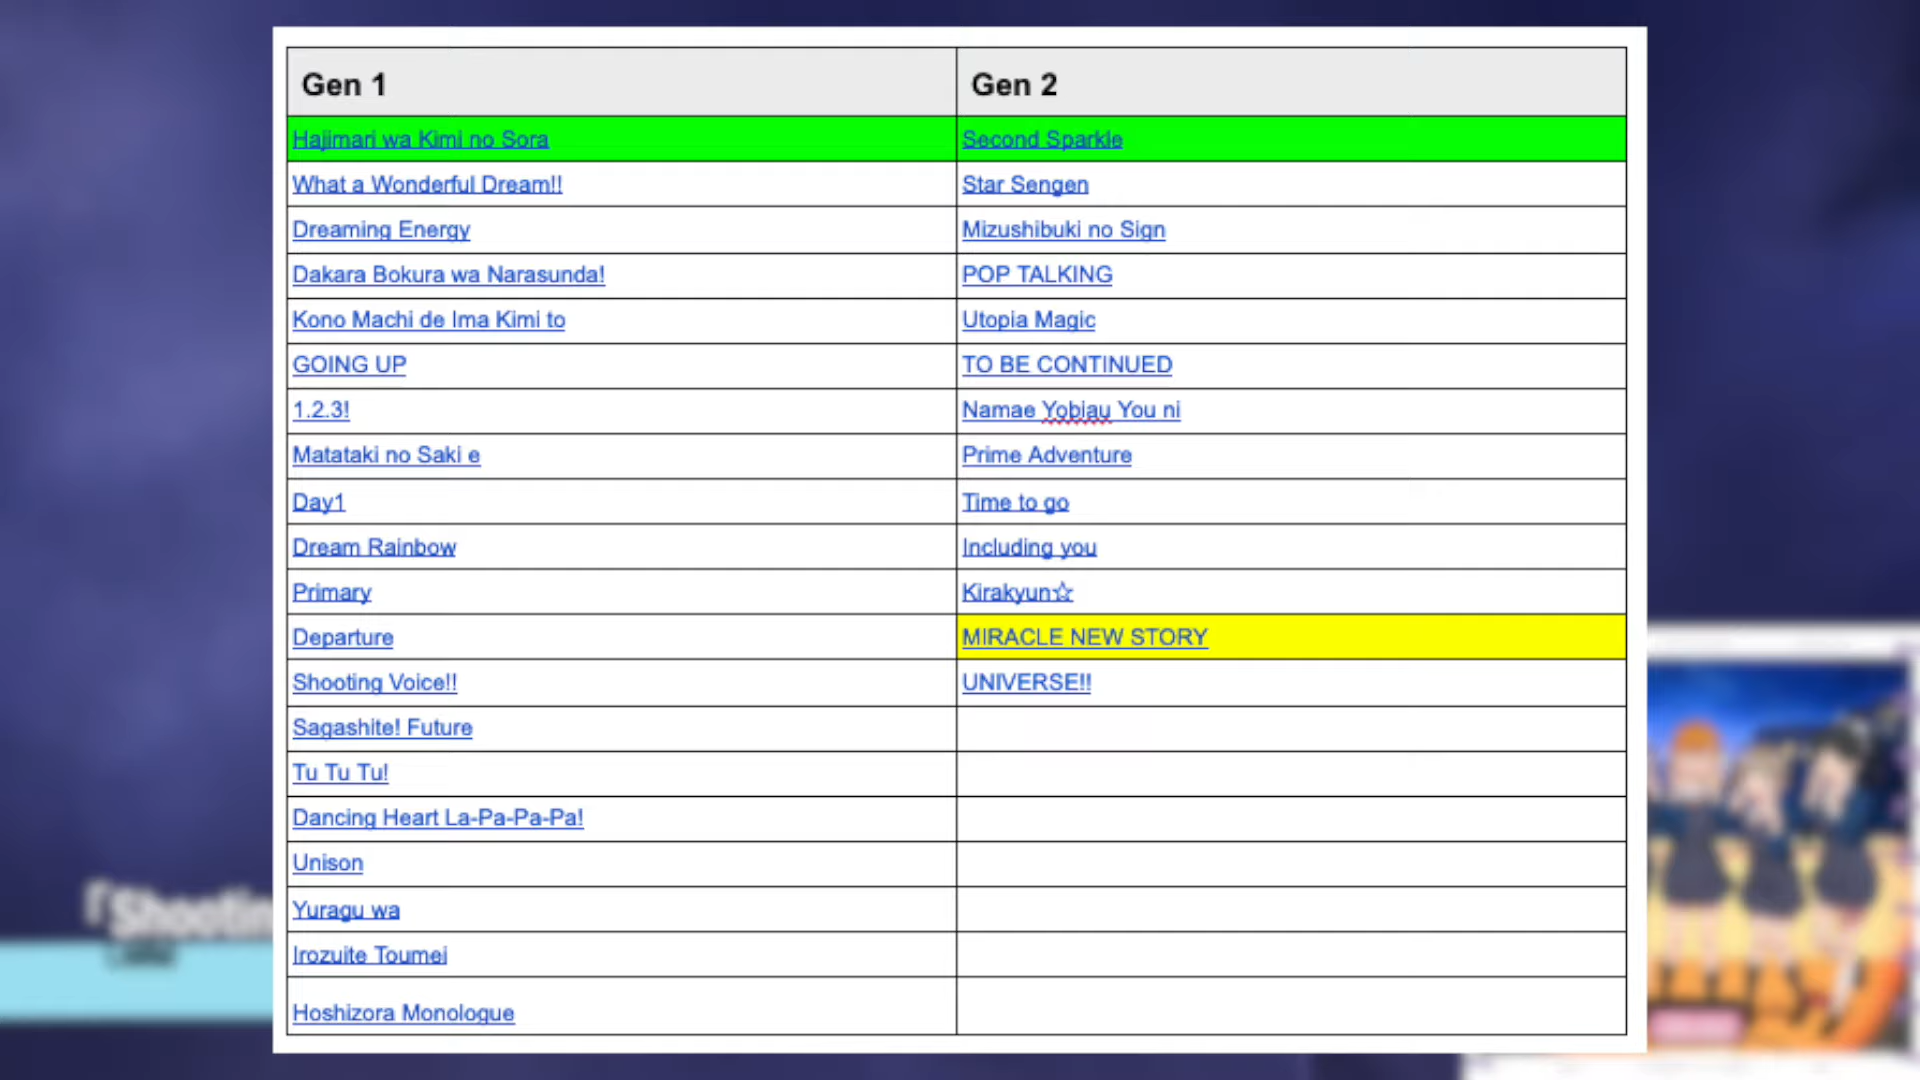 Gen 1 Gen 2
Hajimari wa Kimi no Sora Second Sparkle
What a Wonderful Dream!! Star Sengen
Dreaming Energy Mizushibuki no Sign
Dakara Bokura wa Narasunda! POP TALKING
Kono Machi de Ima Kimi to Utopia Magic
GOING UP TO BE CONTINUED
1.2.3! Namae Yobiau You ni
Matataki no Saki e Prime Adventure
Day1 Time to go
Dream Rainbow Including you
Primary Kirakyun☆
Departure MIRACLE NEW STORY
Shooting Voice!! UNIVERSE!!
Sagashite! Future
Tu Tu Tu!
Dancing Heart La-Pa-Pa-Pa!
Unison
Yuragu wa
Irozuite Toumei
Hoshizora Monologue
「Shootin